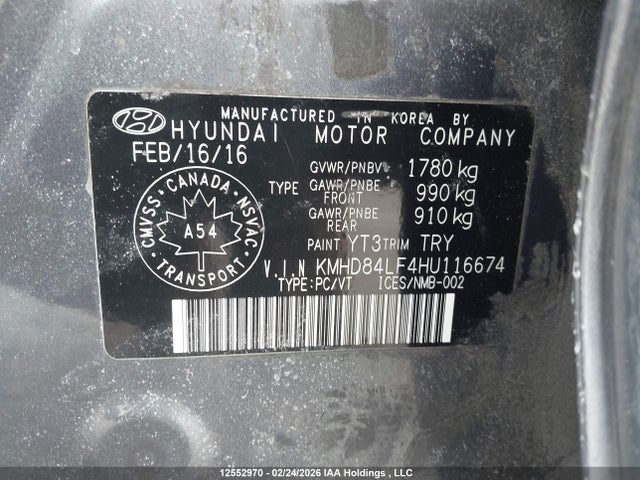 MANUFACTURED IN KOREA BY
HYUNDAI MOTOR COMPANY
FEB/16/16
GVWR/PNBV 1780 kg
TYPE GAWR/PNBE F 990 kg
FRONT
GAWR/PNBE 910 kg
REAR
CMVSS · CANADA · NSVAC
A54
TRANSPORT
PAINT YT3 TRIM TRY
V.I.N KMHD84LF4HU116674
TYPE:PC/VT ICES/NMB-002
12552970 - 02/24/2026 IAA Holdings , LLC